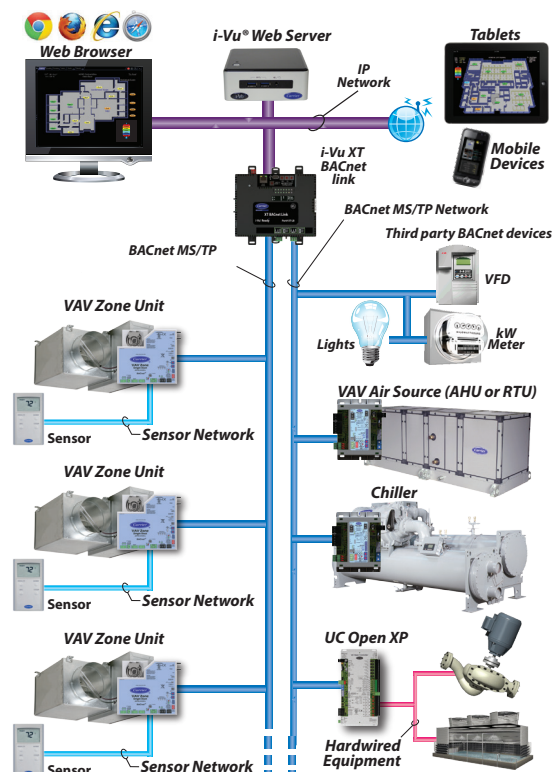 Web Browser
i-Vu® Web Server
Tablets
IP
Network
Mobile
Devices
i-Vu XT
BACnet
link
BACnet MS/TP Network
Third party BACnet devices
BACnet MS/TP
VFD
Lights
kW
Meter
VAV Zone Unit
72
Sensor
Sensor Network
VAV Air Source (AHU or RTU)
VAV Zone Unit
72
Sensor
Sensor Network
Chiller
VAV Zone Unit
72
Sensor
Sensor Network
UC Open XP
Hardwired
Equipment